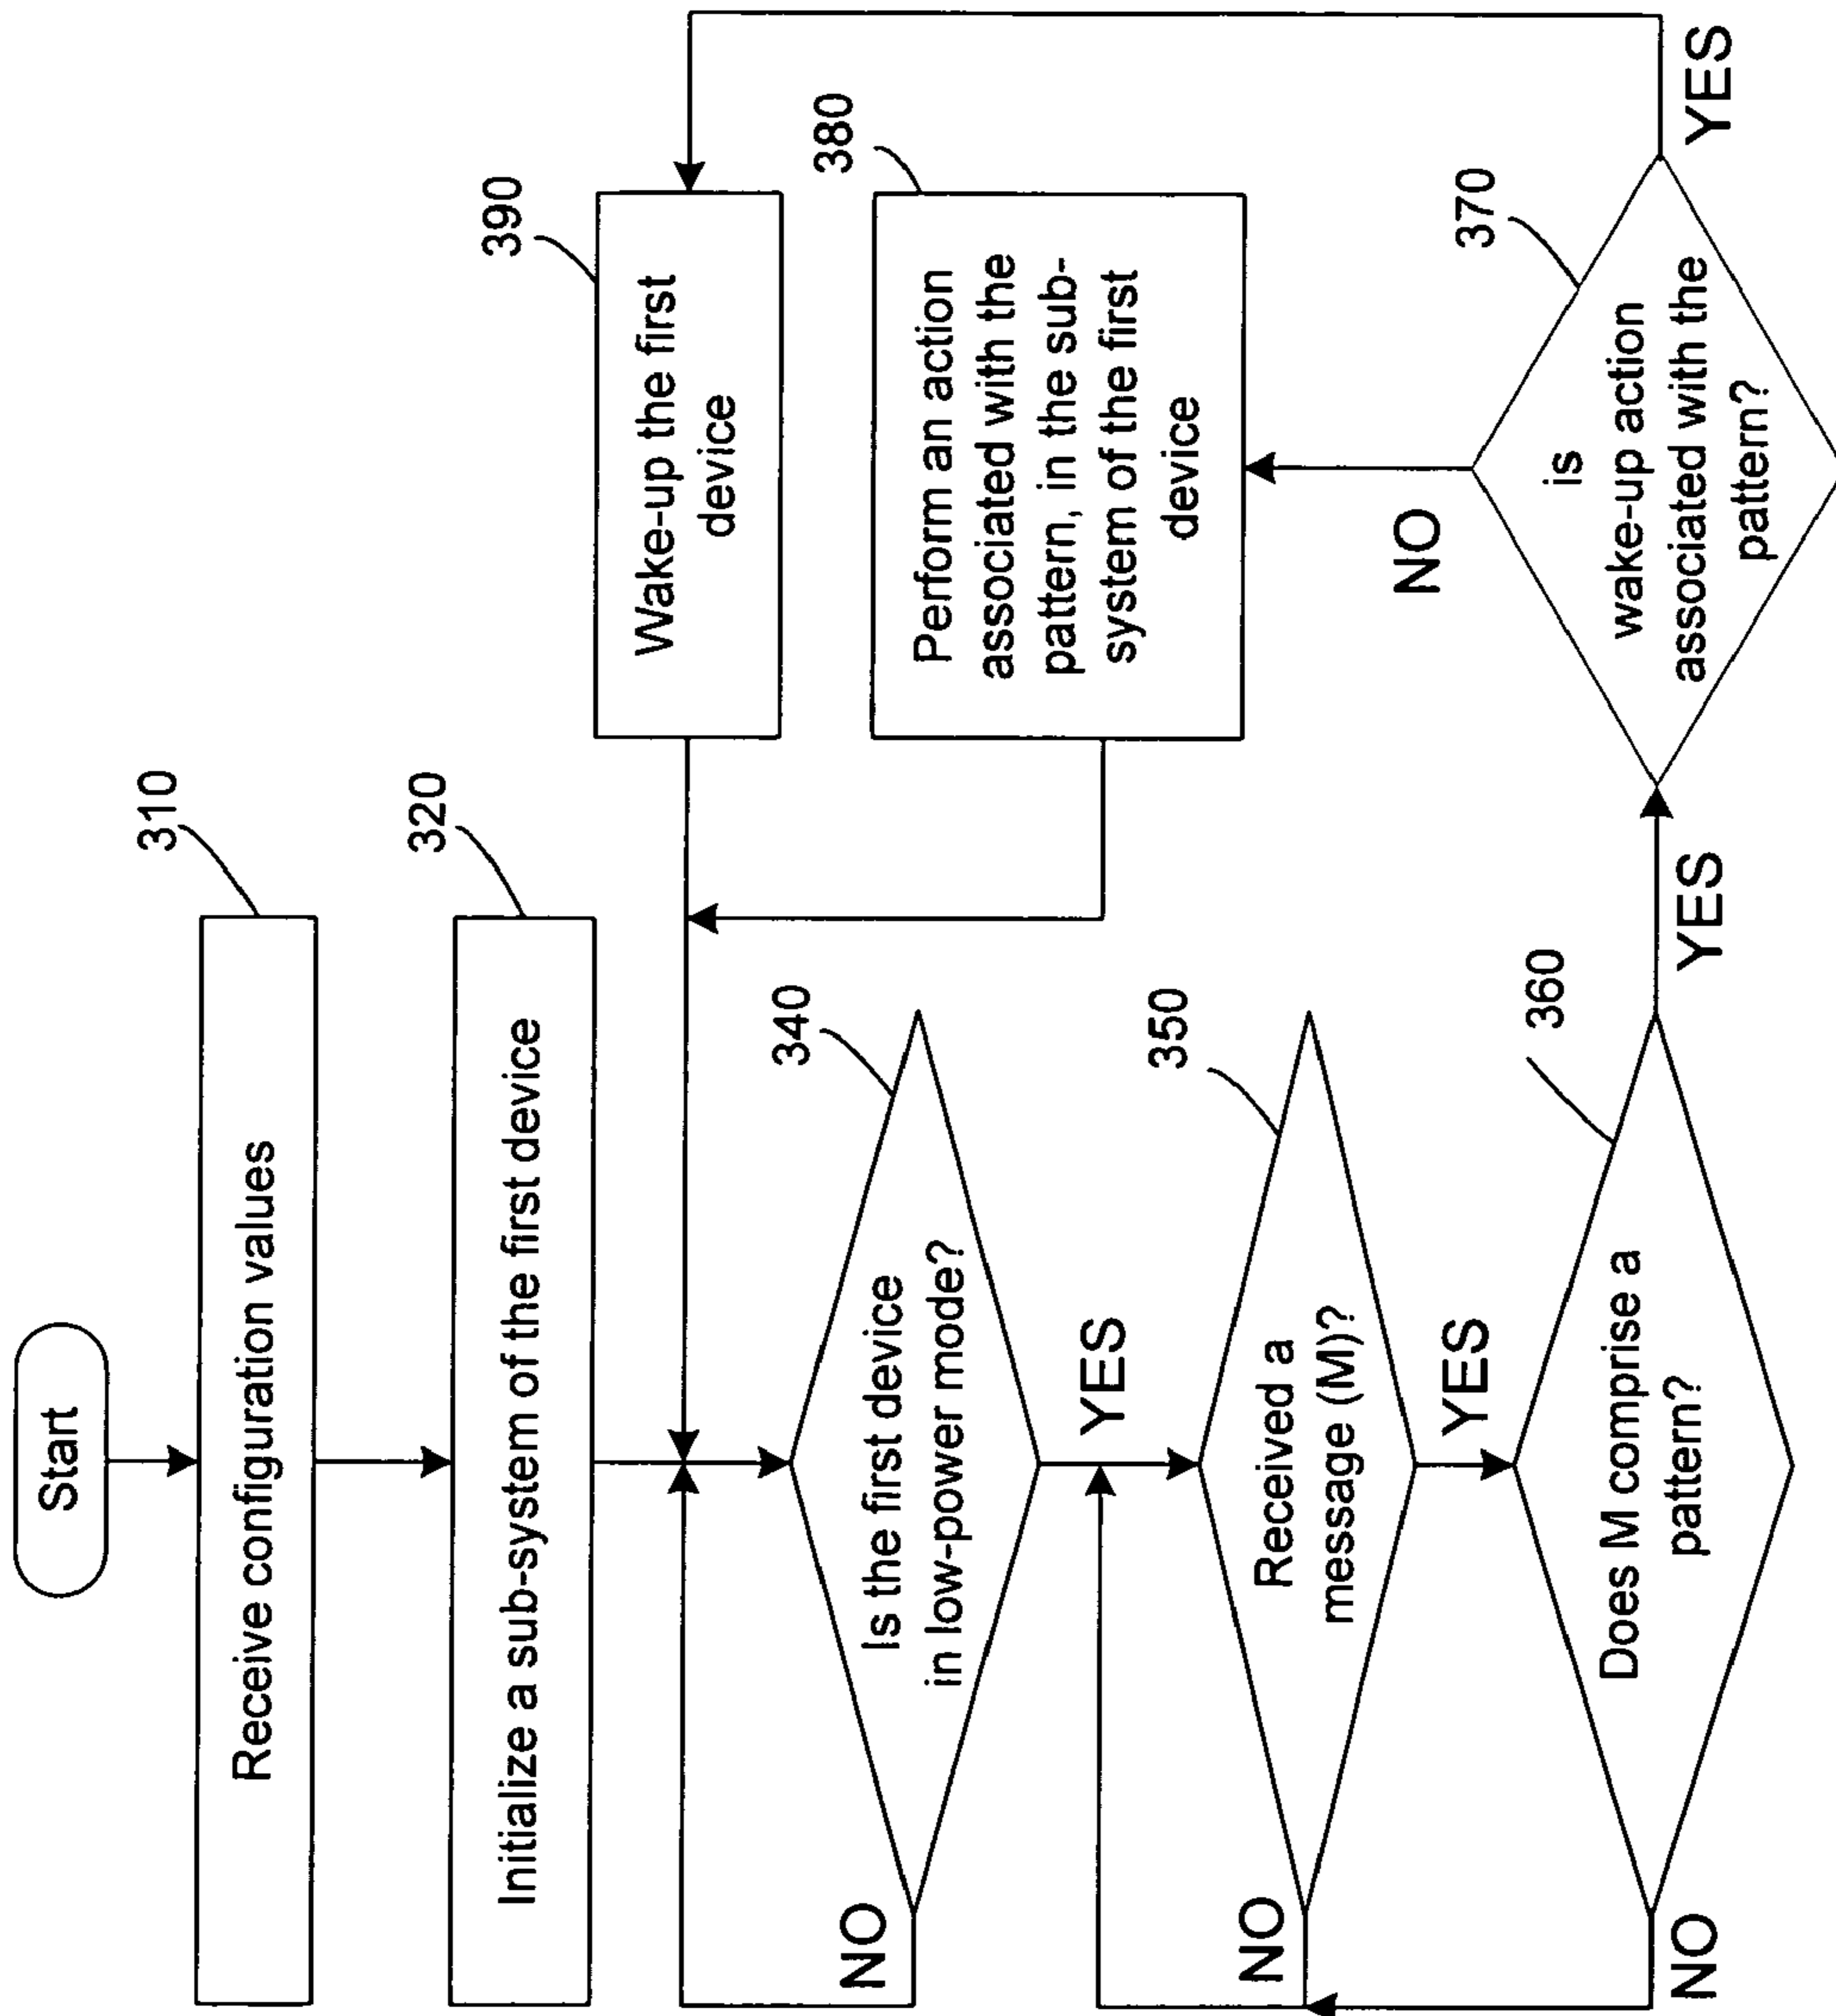 Start
310
Receive configuration values
320
Initialize a sub-system of the first device
340
Is the first device
in low-power mode?
NO
YES
350
Received a
message (M)?
NO
YES
360
Does M comprise a
pattern?
NO
YES
370
is
wake-up action
associated with the
pattern?
NO
YES
380
Perform an action
associated with the
pattern, in the sub-
system of the first
device
390
Wake-up the first
device